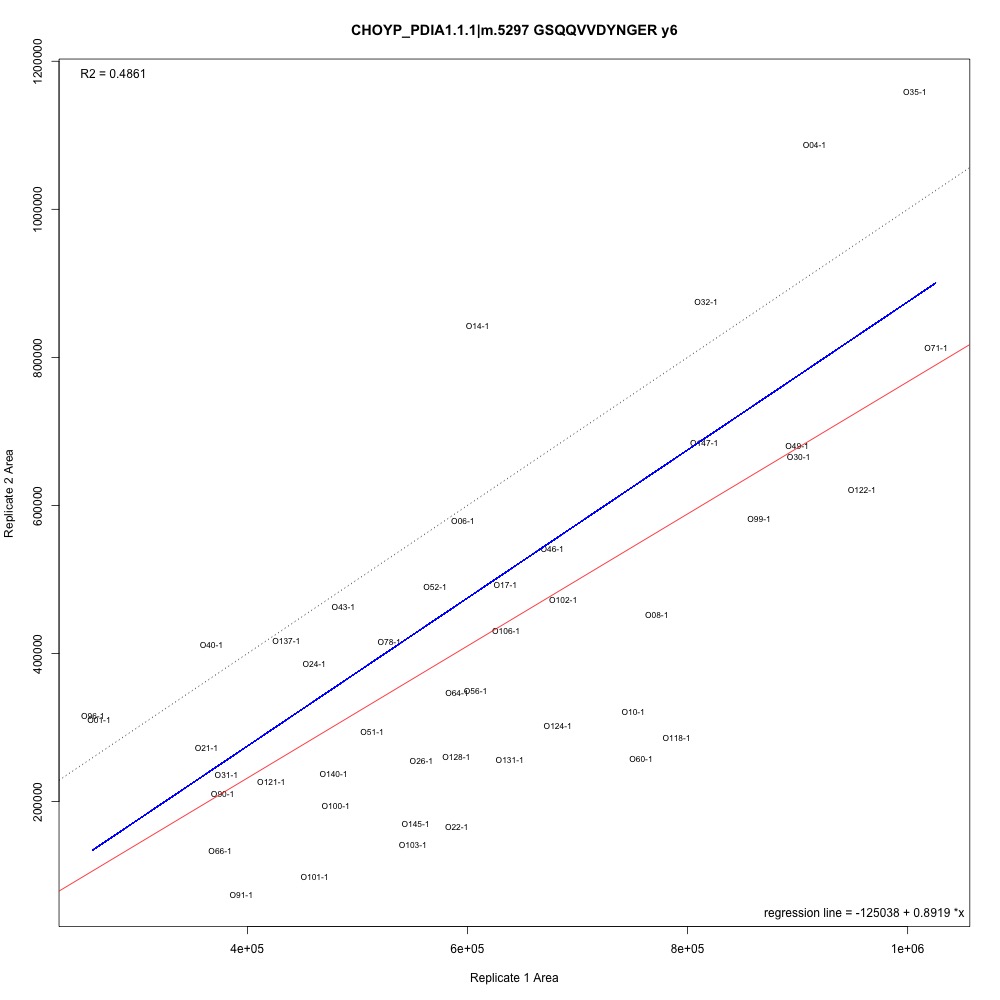 CHOYP_PDIA1.1.1|m.5297 GSQQVVDYNGER y6
R2 = 0.4861
1200000
1000000
800000
600000
400000
200000
Replicate 2 Area
O35-1
O04-1
O32-1
O14-1
O71-1
O147-1
O49-1
O30-1
O122-1
O06-1
O99-1
O46-1
O52-1
O17-1
O102-1
O43-1
O08-1
O106-1
O137-1
O78-1
O40-1
O24-1
O64-1
O56-1
O10-1
O96-1
O01-1
O124-1
O51-1
O118-1
O21-1
O128-1
O131-1
O60-1
O26-1
O31-1
O140-1
O121-1
O90-1
O100-1
O145-1
O22-1
O103-1
O66-1
O101-1
O91-1
regression line = -125038 + 0.8919 *x
4e+05 6e+05 8e+05 1e+06
Replicate 1 Area